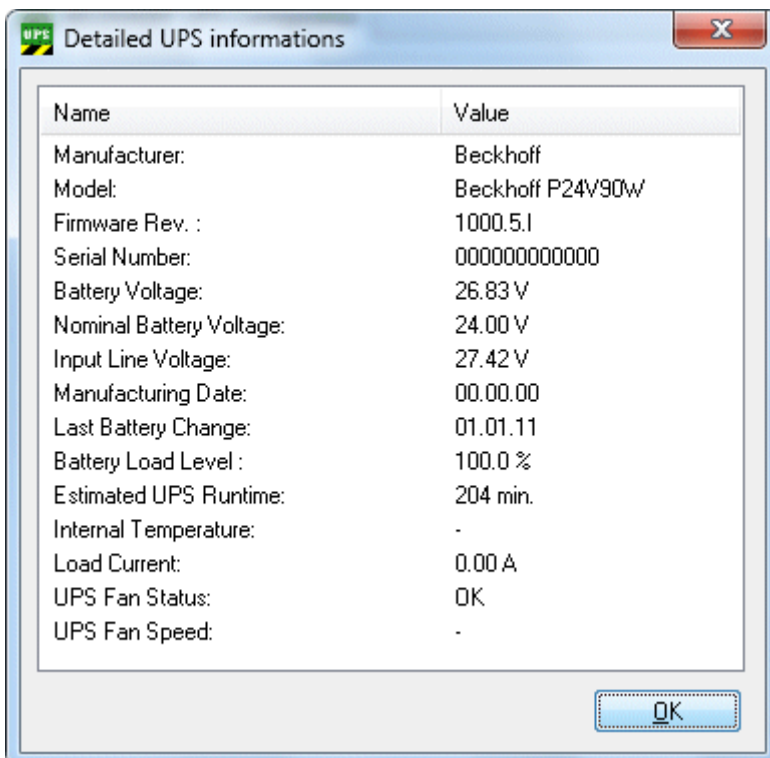 UPS Detailed UPS informations
Name Value
Manufacturer: Beckhoff
Model: Beckhoff P24V90W
Firmware Rev. : 1000.5.I
Serial Number: 000000000000
Battery Voltage: 26.83 V
Nominal Battery Voltage: 24.00 V
Input Line Voltage: 27.42 V
Manufacturing Date: 00.00.00
Last Battery Change: 01.01.11
Battery Load Level : 100.0 %
Estimated UPS Runtime: 204 min.
Internal Temperature: -
Load Current: 0.00 A
UPS Fan Status: OK
UPS Fan Speed: -
OK